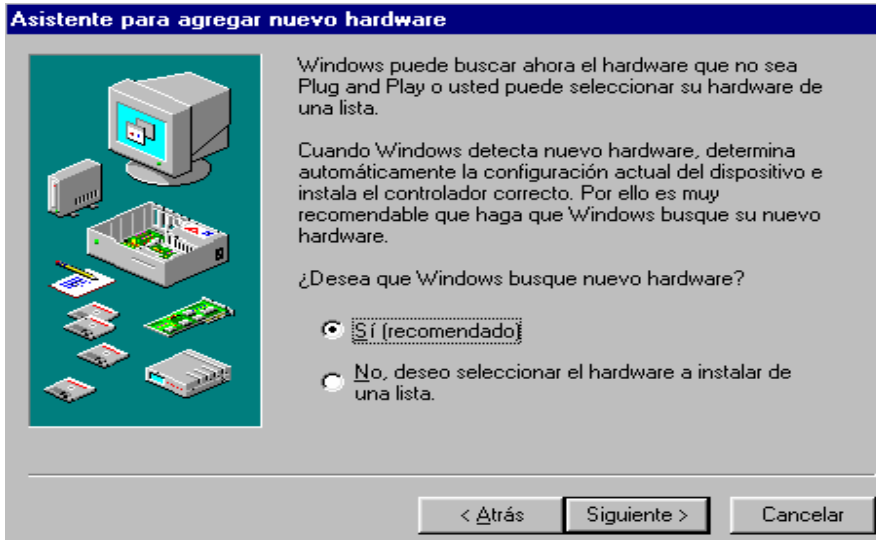 Asistente para agregar nuevo hardware
Windows puede buscar ahora el hardware que no sea
Plug and Play o usted puede seleccionar su hardware de
una lista.
Cuando Windows detecta nuevo hardware, determina
automáticamente la configuración actual del dispositivo e
instala el controlador correcto. Por ello es muy
recomendable que haga que Windows busque su nuevo
hardware.
¿Desea que Windows busque nuevo hardware?
Sí (recomendado)
No, deseo seleccionar el hardware a instalar de
una lista.
< Atrás
Siguiente >
Cancelar